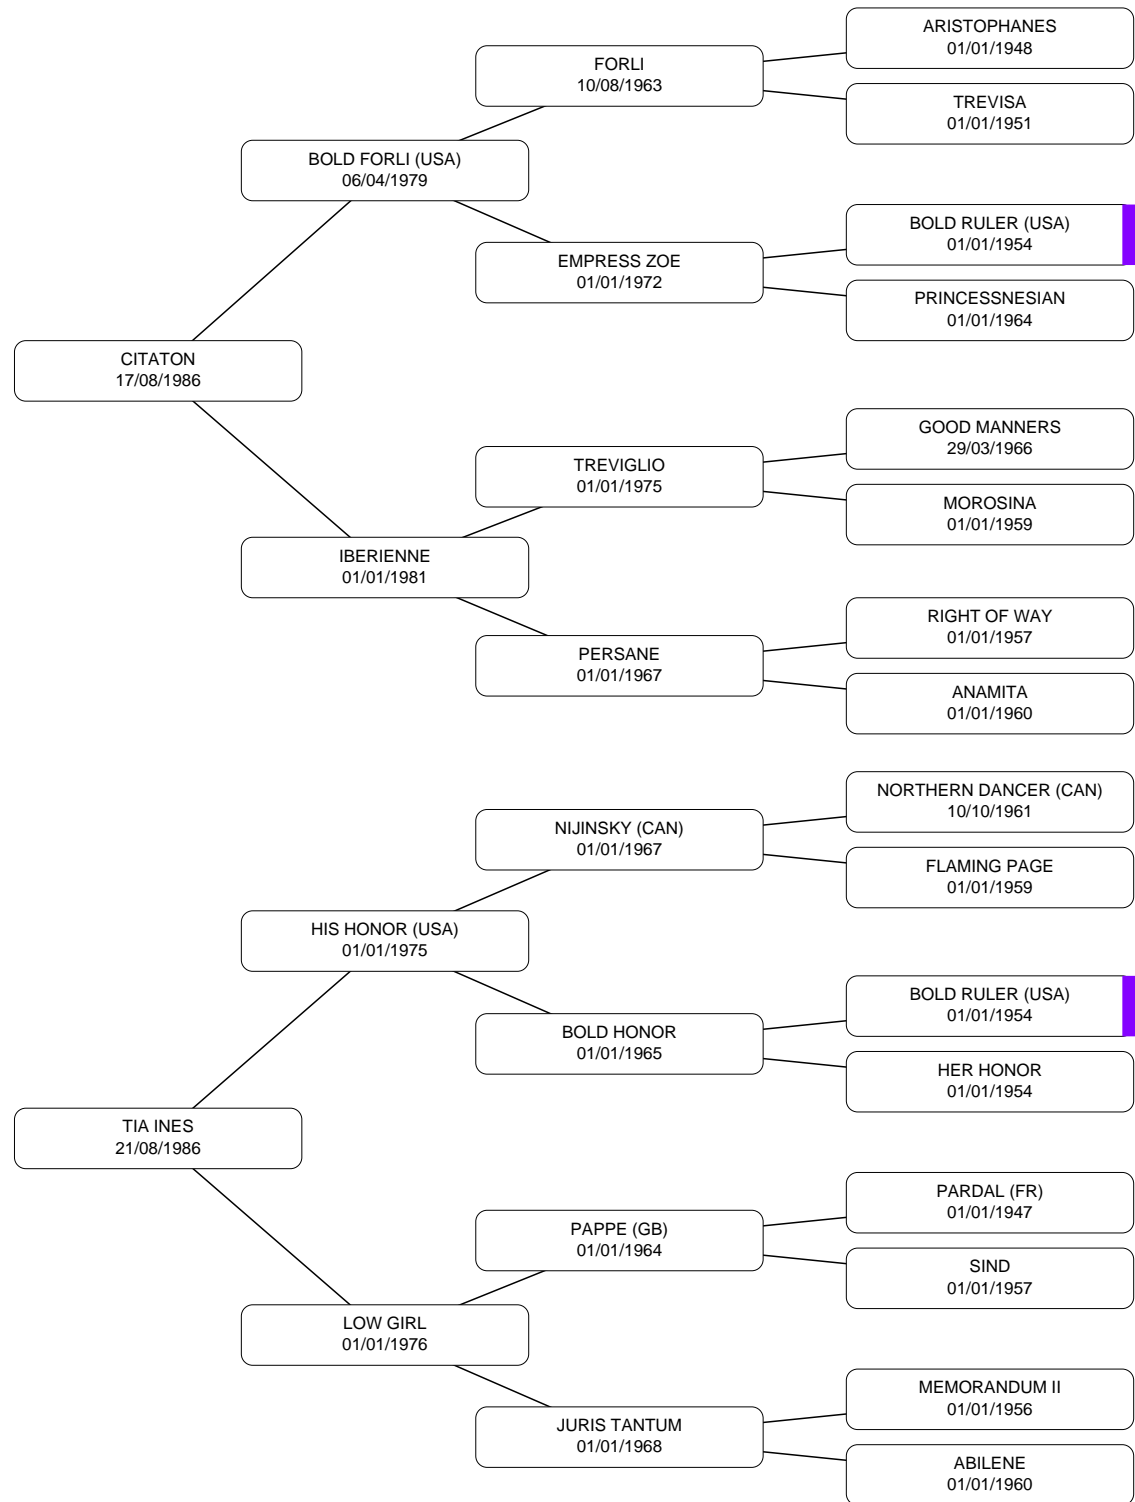 ARISTOPHANES
01/01/1948
FORLI
10/08/1963
TREVISA
01/01/1951
BOLD FORLI (USA)
06/04/1979
BOLD RULER (USA)
01/01/1954
EMPRESS ZOE
01/01/1972
PRINCESSNESIAN
01/01/1964
CITATON
17/08/1986
GOOD MANNERS
29/03/1966
TREVIGLIO
01/01/1975
MOROSINA
01/01/1959
IBERIENNE
01/01/1981
RIGHT OF WAY
01/01/1957
PERSANE
01/01/1967
ANAMITA
01/01/1960
NORTHERN DANCER (CAN)
10/10/1961
NIJINSKY (CAN)
01/01/1967
FLAMING PAGE
01/01/1959
HIS HONOR (USA)
01/01/1975
BOLD RULER (USA)
01/01/1954
BOLD HONOR
01/01/1965
HER HONOR
01/01/1954
TIA INES
21/08/1986
PARDAL (FR)
01/01/1947
PAPPE (GB)
01/01/1964
SIND
01/01/1957
LOW GIRL
01/01/1976
MEMORANDUM II
01/01/1956
JURIS TANTUM
01/01/1968
ABILENE
01/01/1960